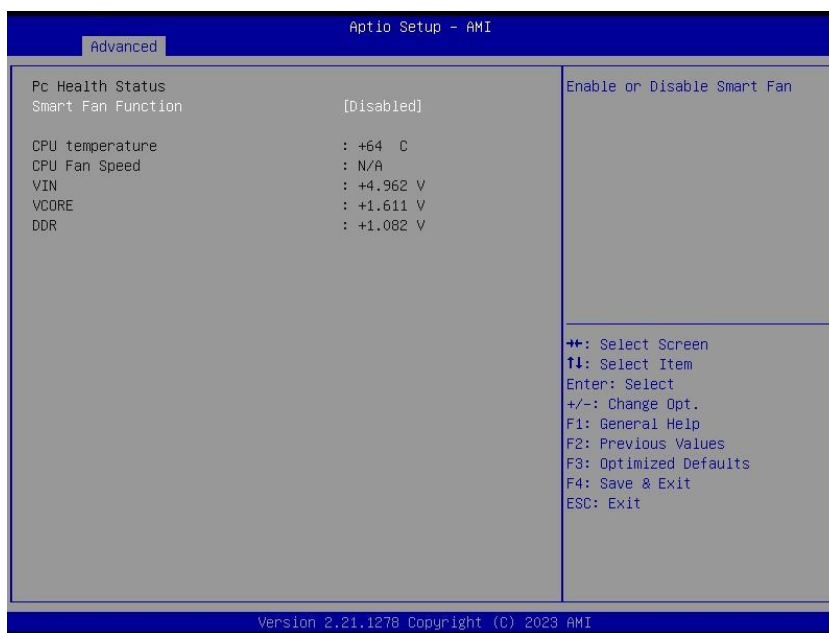 Aptio Setup – AMI
Advanced
Pc Health Status
Smart Fan Function [Disabled]
CPU temperature : +64 C
CPU Fan Speed : N/A
VIN : +4.962 V
VCORE : +1.611 V
DDR : +1.082 V
Enable or Disable Smart Fan
→←: Select Screen
↑↓: Select Item
Enter: Select
+/-: Change Opt.
F1: General Help
F2: Previous Values
F3: Optimized Defaults
F4: Save & Exit
ESC: Exit
Version 2.21.1278 Copyright (C) 2023 AMI